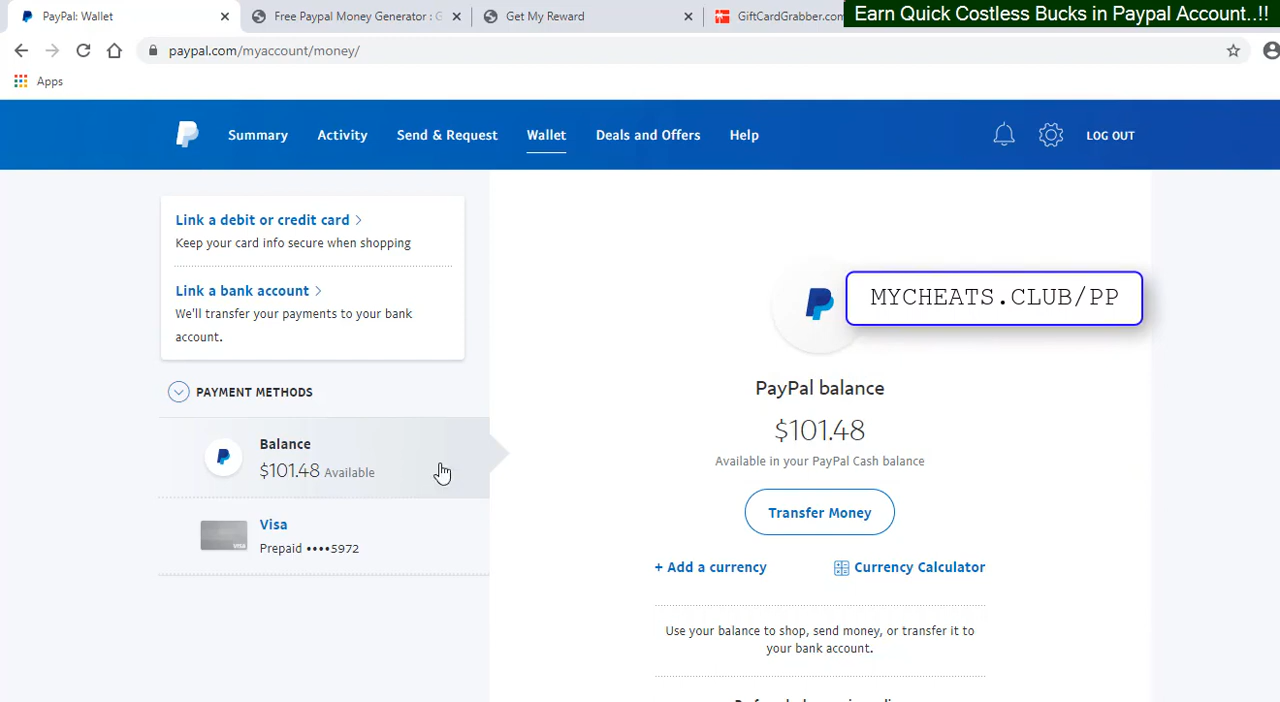 PayPal: Wallet
Free Paypal Money Generator : G
Get My Reward
GiftCardGrabber.com
Earn Quick Costless Bucks in Paypal Account..!!
paypal.com/myaccount/money/
Apps
Summary
Activity
Send & Request
Wallet
Deals and Offers
Help
LOG OUT
Link a debit or credit card >
Keep your card info secure when shopping
Link a bank account >
We'll transfer your payments to your bank
account.
MYCHEATS.CLUB/PP
PAYMENT METHODS
Balance
$101.48 Available
Visa
VISA
Prepaid ••••5972
PayPal balance
$101.48
Available in your PayPal Cash balance
Transfer Money
+ Add a currency
Currency Calculator
Use your balance to shop, send money, or transfer it to
your bank account.